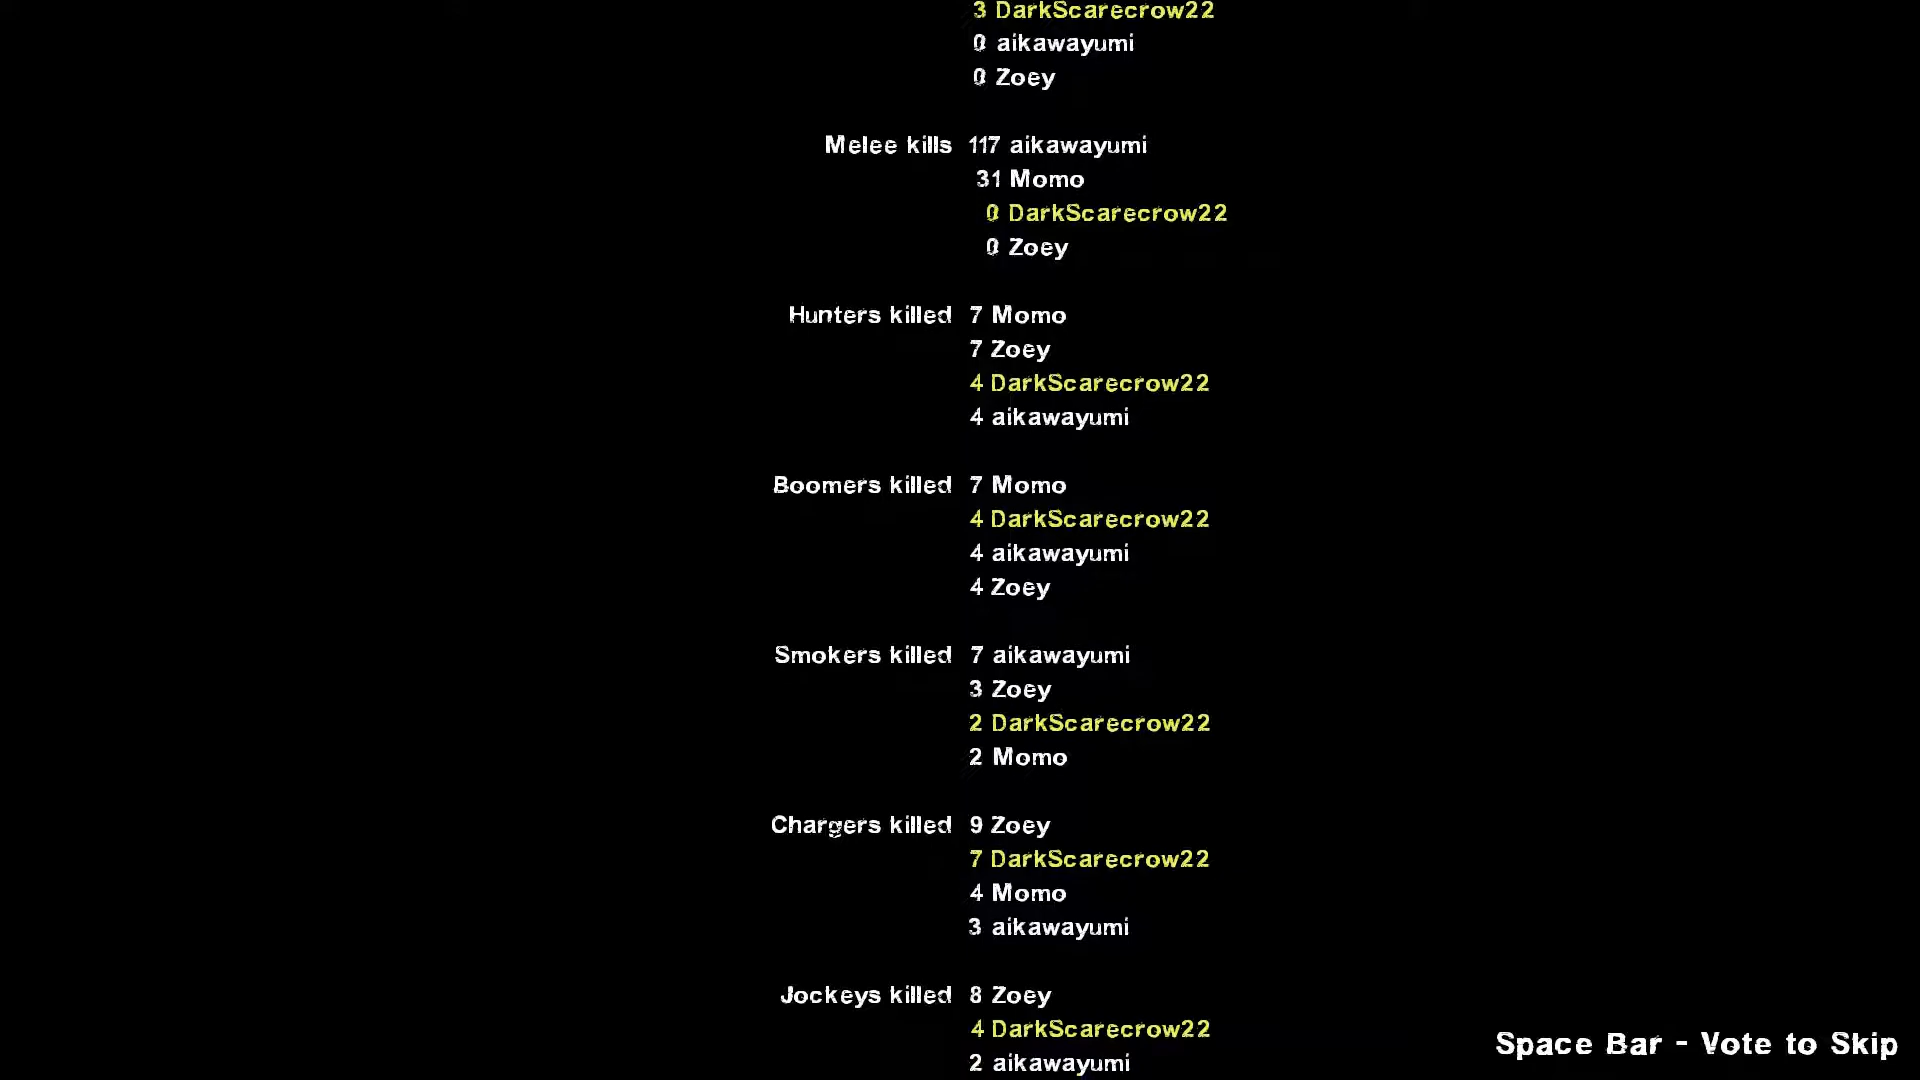 3 DarkScarecrow22
0 aikawayumi
0 Zoey
Melee kills 117 aikawayumi
31 Momo
0 DarkScarecrow22
0 Zoey
Hunters killed 7 Momo
7 Zoey
4 DarkScarecrow22
4 aikawayumi
Boomers killed 7 Momo
4 DarkScarecrow22
4 aikawayumi
4 Zoey
Smokers killed 7 aikawayumi
3 Zoey
2 DarkScarecrow22
2 Momo
Chargers killed 9 Zoey
7 DarkScarecrow22
4 Momo
3 aikawayumi
Jockeys killed 8 Zoey
4 DarkScarecrow22
2 aikawayumi
Space Bar - Vote to Skip